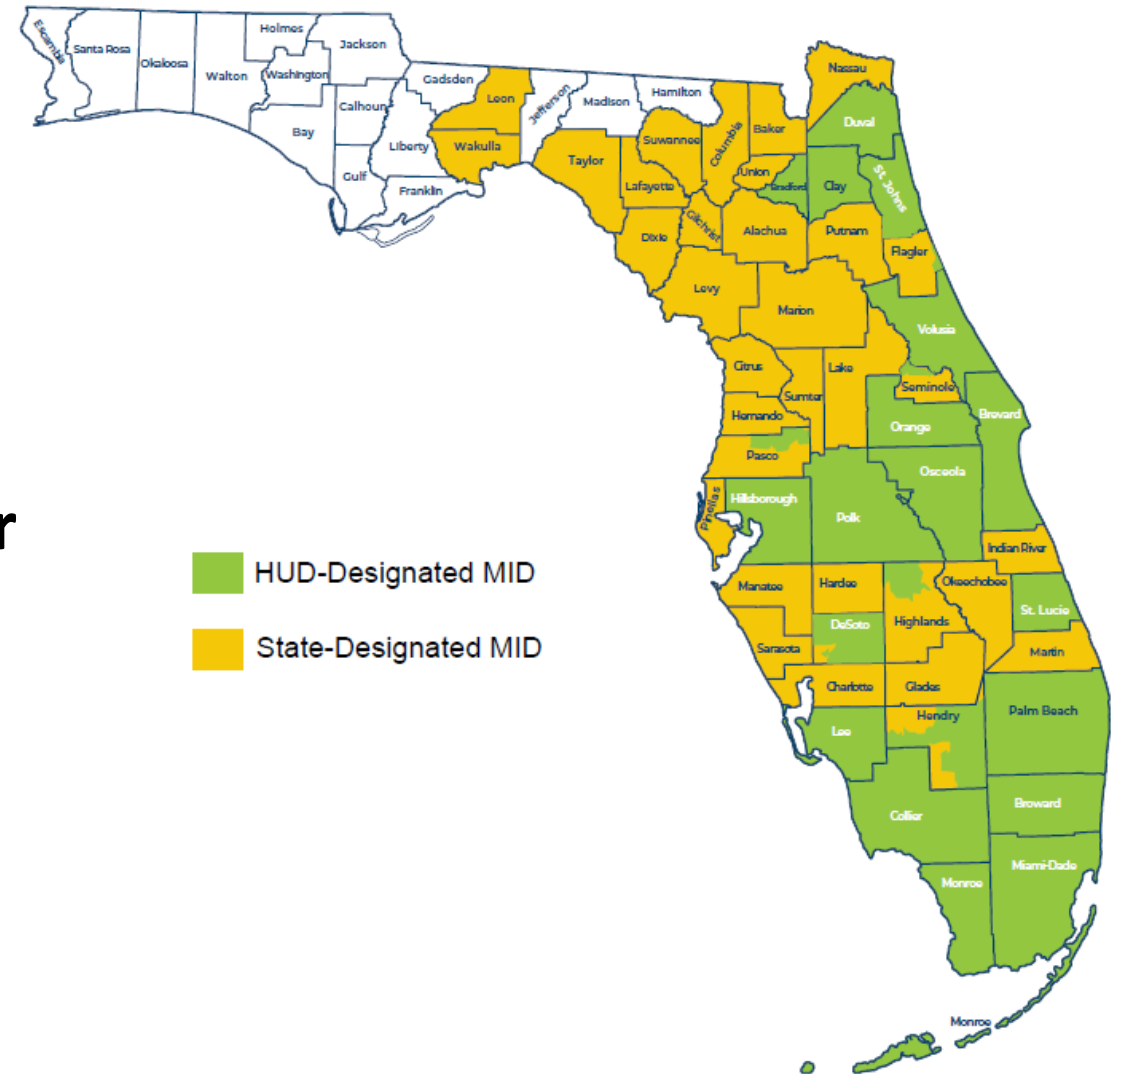 Escambia
Santa Rosa
Okaloosa
Walton
Holmes
Washington
Jackson
Bay
Calhoun
Gulf
Liberty
Gadsden
Franklin
Leon
Wakulla
Jefferson
Madison
Hamilton
Taylor
Suwannee
Lafayette
Columbia
Baker
Union
Bradford
Nassau
Duval
Clay
St. Johns
Dixie
Gilchrist
Alachua
Putnam
Flagler
Levy
Marion
Volusia
Citrus
Sumter
Lake
Seminole
Hernando
Orange
Brevard
Pasco
Osceola
Pinellas
Hillsborough
Polk
r
Indian River
HUD-Designated MID
Manatee
Hardee
Okeechobee
Highlands
St. Lucie
DeSoto
State-Designated MID
Sarasota
Martin
Charlotte
Glades
Hendry
Palm Beach
Lee
Broward
Collier
Miami-Dade
Monroe
Monroe